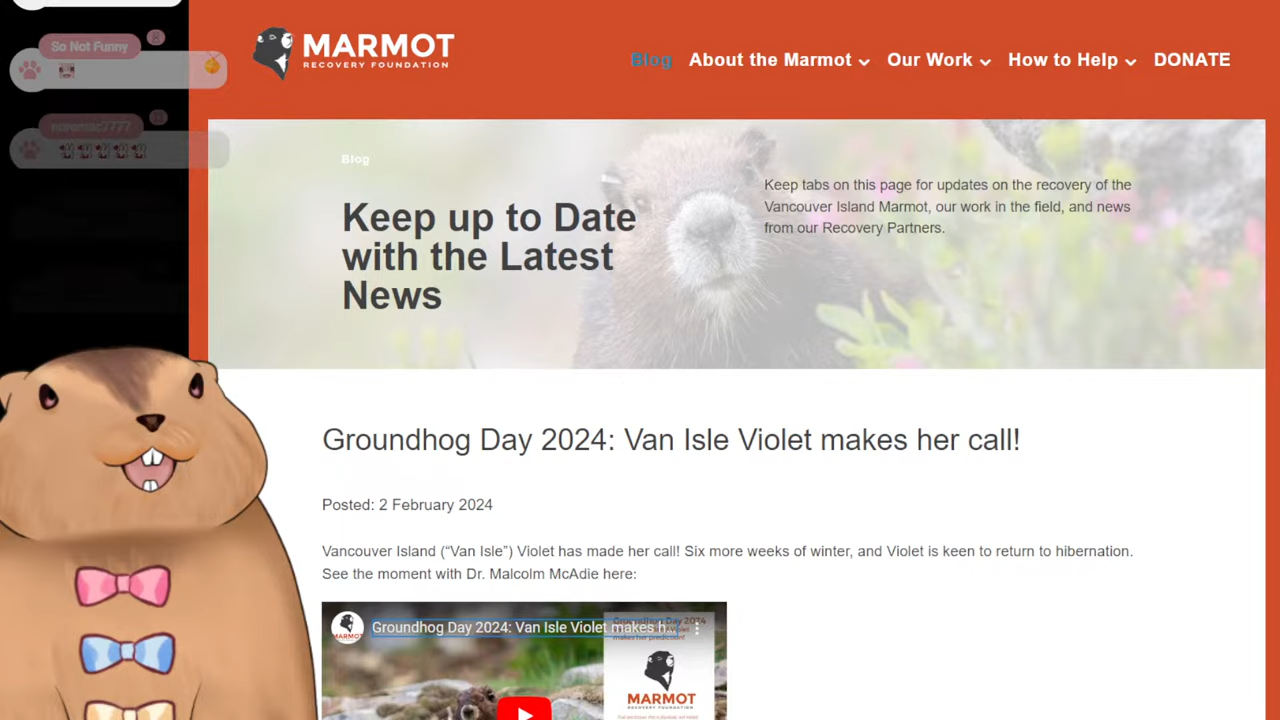 So Not Funny
noremac7777
MARMOT
RECOVERY FOUNDATION
Blog
About the Marmot
Our Work
How to Help
DONATE
Blog
Keep up to Date
with the Latest
News
Keep tabs on this page for updates on the recovery of the
Vancouver Island Marmot, our work in the field, and news
from our Recovery Partners.
Groundhog Day 2024: Van Isle Violet makes her call!
Posted: 2 February 2024
Vancouver Island (“Van Isle”) Violet has made her call! Six more weeks of winter, and Violet is keen to return to hibernation.
See the moment with Dr. Malcolm McAdie here:
Groundhog Day 2024: Van Isle Violet makes h...
MARMOT
Groundhog Day 2024
MARMOT